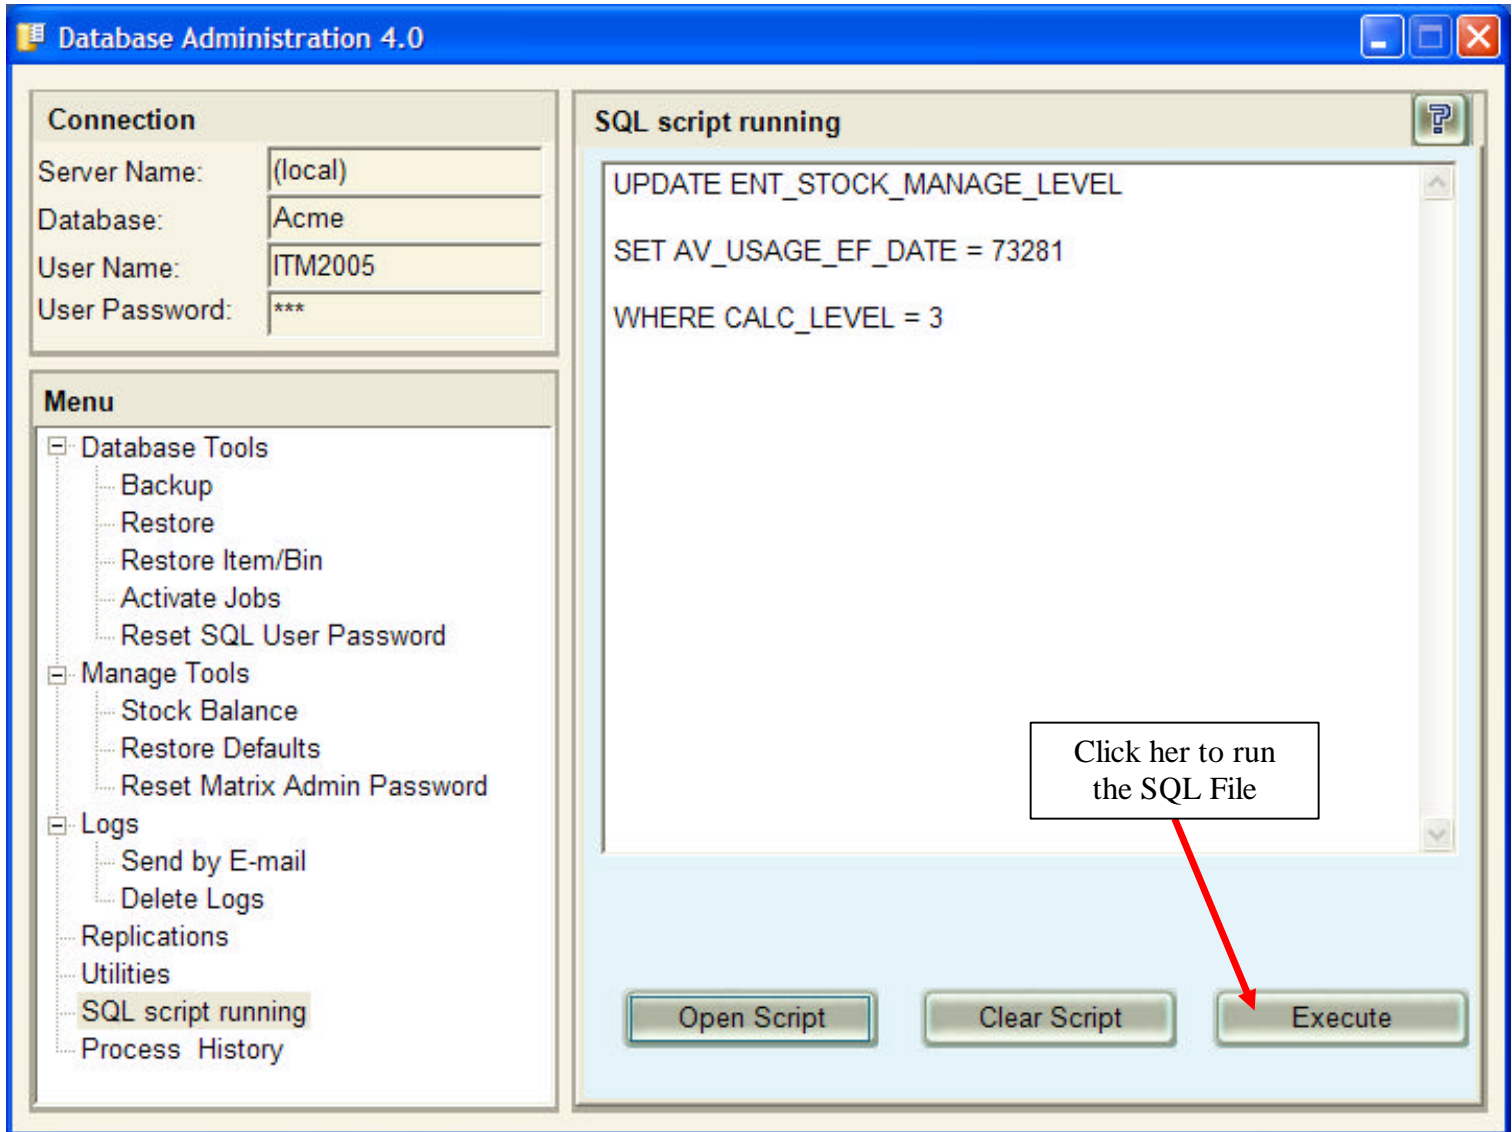 Database Administration 4.0
Connection
Server Name: (local)
Database: Acme
User Name: ITM2005
User Password: ***
Menu
Database Tools
Backup
Restore
Restore Item/Bin
Activate Jobs
Reset SQL User Password
Manage Tools
Stock Balance
Restore Defaults
Reset Matrix Admin Password
Logs
Send by E-mail
Delete Logs
Replications
Utilities
SQL script running
Process History
SQL script running
?
UPDATE ENT_STOCK_MANAGE_LEVEL
SET AV_USAGE_EF_DATE = 73281
WHERE CALC_LEVEL = 3
Click her to run
the SQL File
Open Script
Clear Script
Execute